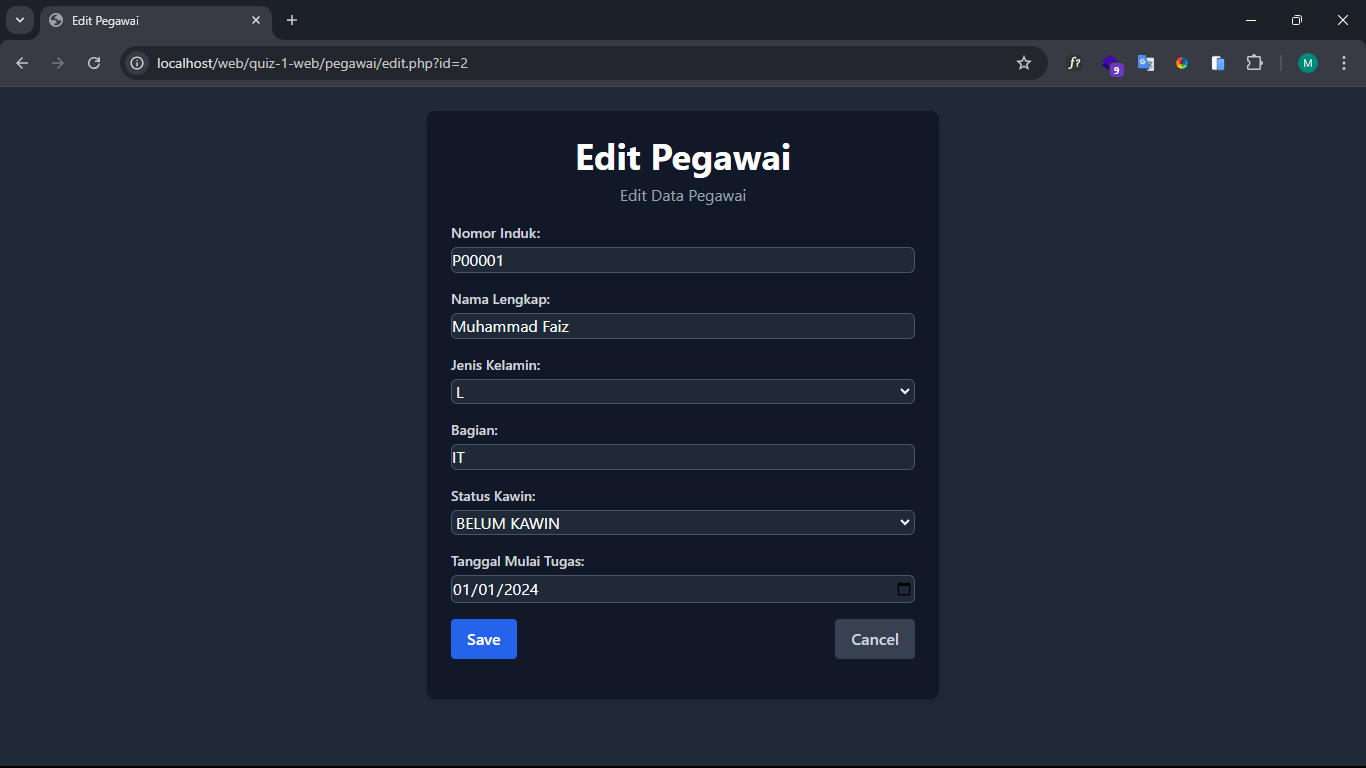 Edit Pegawai
localhost/web/quiz-1-web/pegawai/edit.php?id=2
f?
9
G
M
Edit Pegawai
Edit Data Pegawai
Nomor Induk:
P00001
Nama Lengkap:
Muhammad Faiz
Jenis Kelamin:
L
Bagian:
IT
Status Kawin:
BELUM KAWIN
Tanggal Mulai Tugas:
01/01/2024
Save
Cancel